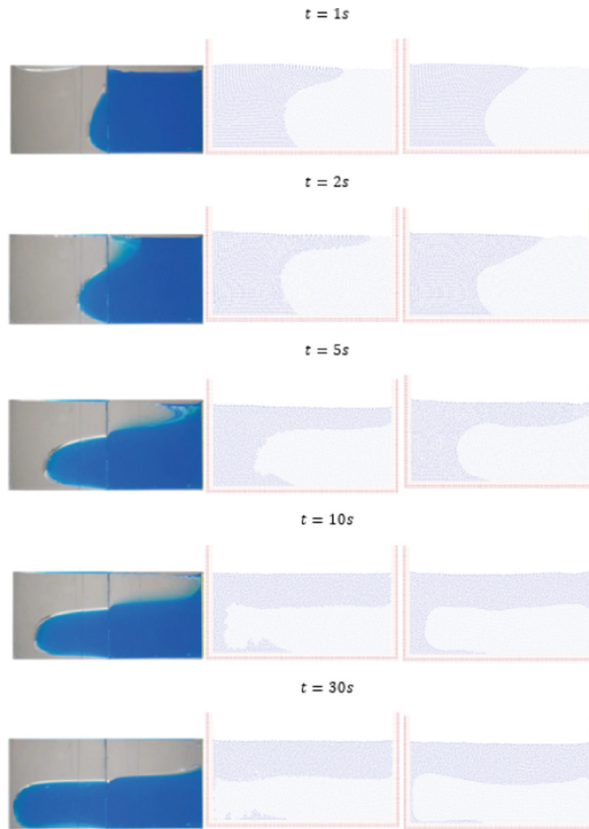 t = 1s
t = 2s
t = 5s
t = 10s
t = 30s